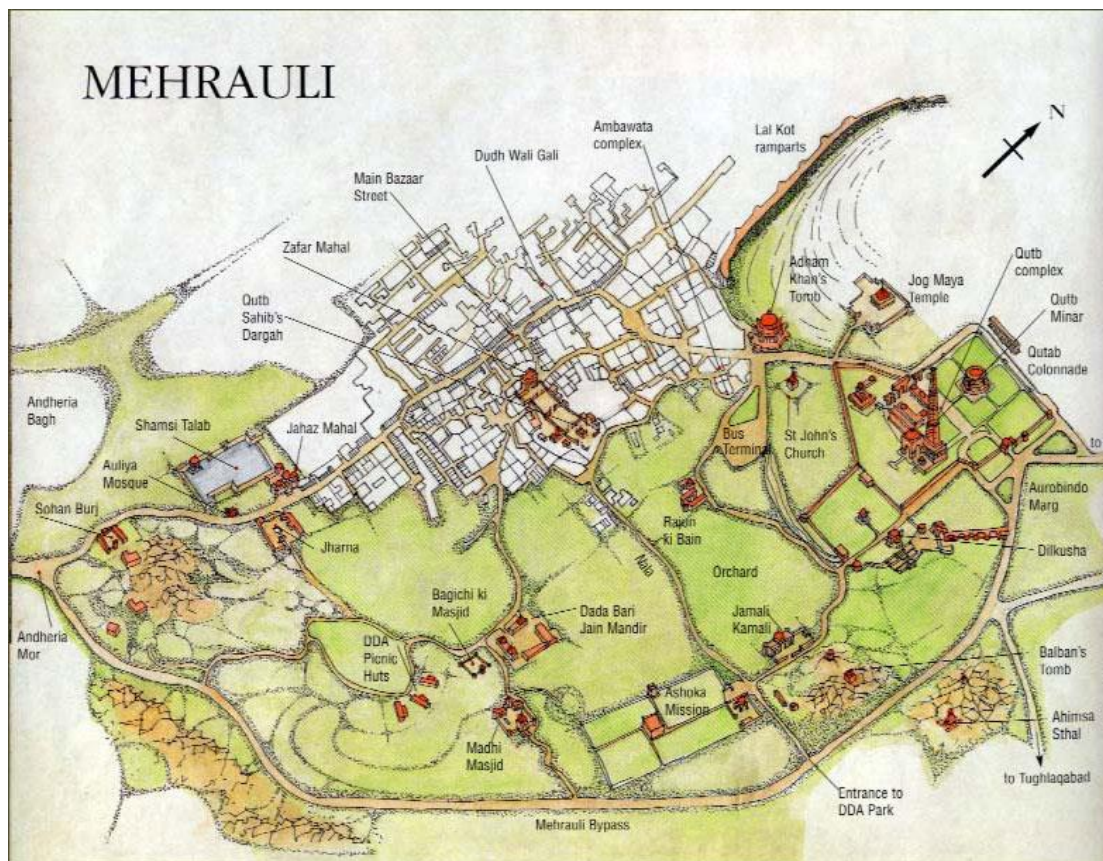 MEHRAULI
N
Ambawata
complex
Lal Kot
ramparts
Dudh Wali Gali
Main Bazaar
Street
Zafar Mahal
Qutb
Sahib's
Dargah
Adham
Khan's
Tomb
Jog Maya
Temple
Qutb
complex
Qutb
Minar
Qutab
Colonnade
Andheria
Bagh
Shamsi Talab
Jahaz Mahal
Auliya
Mosque
Sohan Burj
Jharna
Bus
Terminal
St John's
Church
to
Aurobindo
Marg
Dilkusha
Rajon
ki Bain
Nala
Orchard
Bagichi ki
Masjid
Dada Bari
Jain Mandir
Jamali
Kamali
Andheria
Mor
DDA
Picnic
Huts
Ashoka
Mission
Balban's
Tomb
Madhi
Masjid
Ahimsa
Sthal
to Tughlaqabad
Entrance to
DDA Park
Mehrauli Bypass